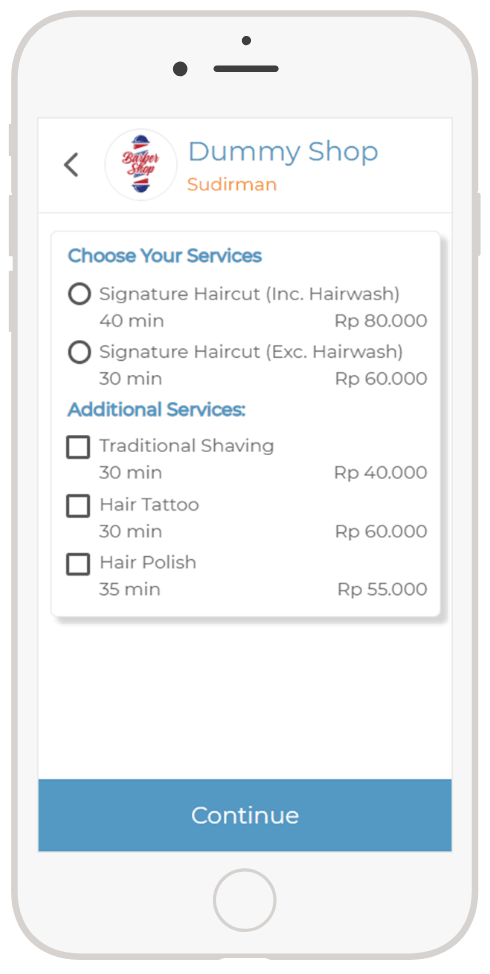 Barber
Shop
Dummy Shop
Sudirman
Choose Your Services
Signature Haircut (Inc. Hairwash)
40 min Rp 80.000
Signature Haircut (Exc. Hairwash)
30 min Rp 60.000
Additional Services:
Traditional Shaving
30 min Rp 40.000
Hair Tattoo
30 min Rp 60.000
Hair Polish
35 min Rp 55.000
Continue